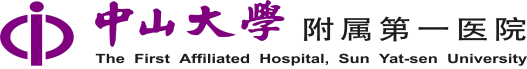 中山大學 附属第一医院
The First Affiliated Hospital, Sun Yat-sen University